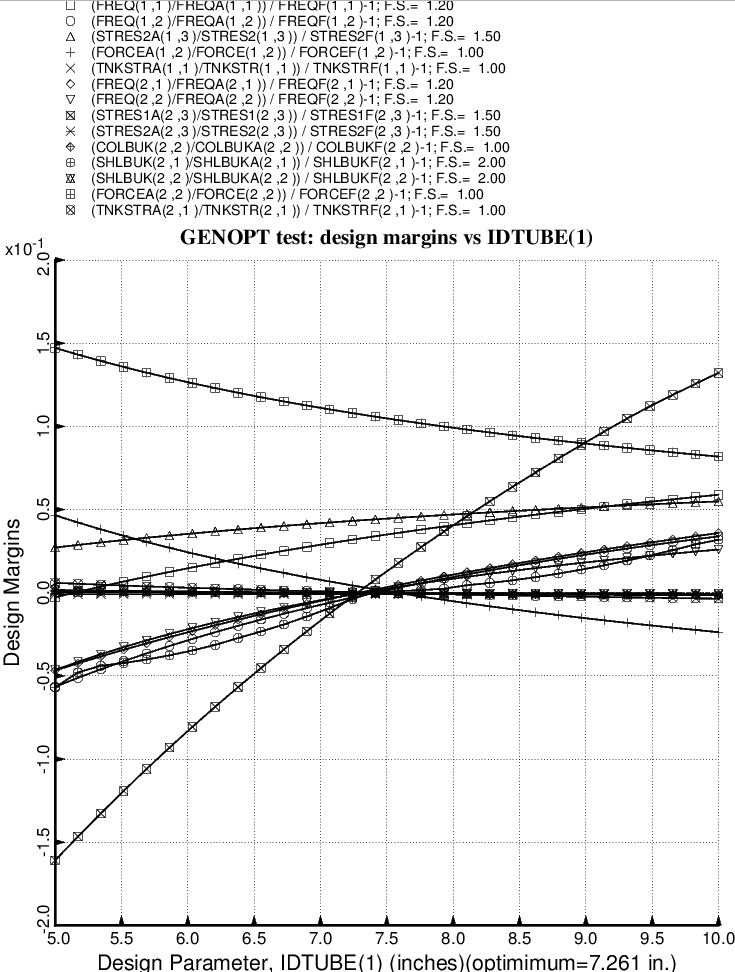 (FREQ(1 ,1 )/FREQA(1 ,1 )) / FREQF(1 ,1 )-1; F.S.= 1.20
(FREQ(1 ,2 )/FREQA(1 ,2 )) / FREQF(1 ,2 )-1; F.S.= 1.20
(STRES2A(1 ,3 )/STRES2(1 ,3 )) / STRES2F(1 ,3 )-1; F.S.= 1.50
(FORCEA(1 ,2 )/FORCE(1 ,2 )) / FORCEF(1 ,2 )-1; F.S.= 1.00
(TNKSTRA(1 ,1 )/TNKSTR(1 ,1 )) / TNKSTRF(1 ,1 )-1; F.S.= 1.00
(FREQ(2 ,1 )/FREQA(2 ,1 )) / FREQF(2 ,1 )-1; F.S.= 1.20
(FREQ(2 ,2 )/FREQA(2 ,2 )) / FREQF(2 ,2 )-1; F.S.= 1.20
(STRES1A(2 ,3 )/STRES1(2 ,3 )) / STRES1F(2 ,3 )-1; F.S.= 1.50
(STRES2A(2 ,3 )/STRES2(2 ,3 )) / STRES2F(2 ,3 )-1; F.S.= 1.50
(COLBUK(2 ,2 )/COLBUKA(2 ,2 )) / COLBUKF(2 ,2 )-1; F.S.= 1.00
(SHLBUK(2 ,1 )/SHLBUKA(2 ,1 )) / SHLBUKF(2 ,1 )-1; F.S.= 2.00
(SHLBUK(2 ,2 )/SHLBUKA(2 ,2 )) / SHLBUKF(2 ,2 )-1; F.S.= 2.00
(FORCEA(2 ,2 )/FORCE(2 ,2 )) / FORCEF(2 ,2 )-1; F.S.= 1.00
(TNKSTRA(2 ,1 )/TNKSTR(2 ,1 )) / TNKSTRF(2 ,1 )-1; F.S.= 1.00
GENOPT test: design margins vs IDTUBE(1)
x10-1
2.0
1.5
1.0
0.5
0.0
-0.5
-1.0
-1.5
-2.0
Design Margins
5.0 5.5 6.0 6.5 7.0 7.5 8.0 8.5 9.0 9.5 10.0
Design Parameter, IDTUBE(1) (inches)(optimimum=7.261 in.)